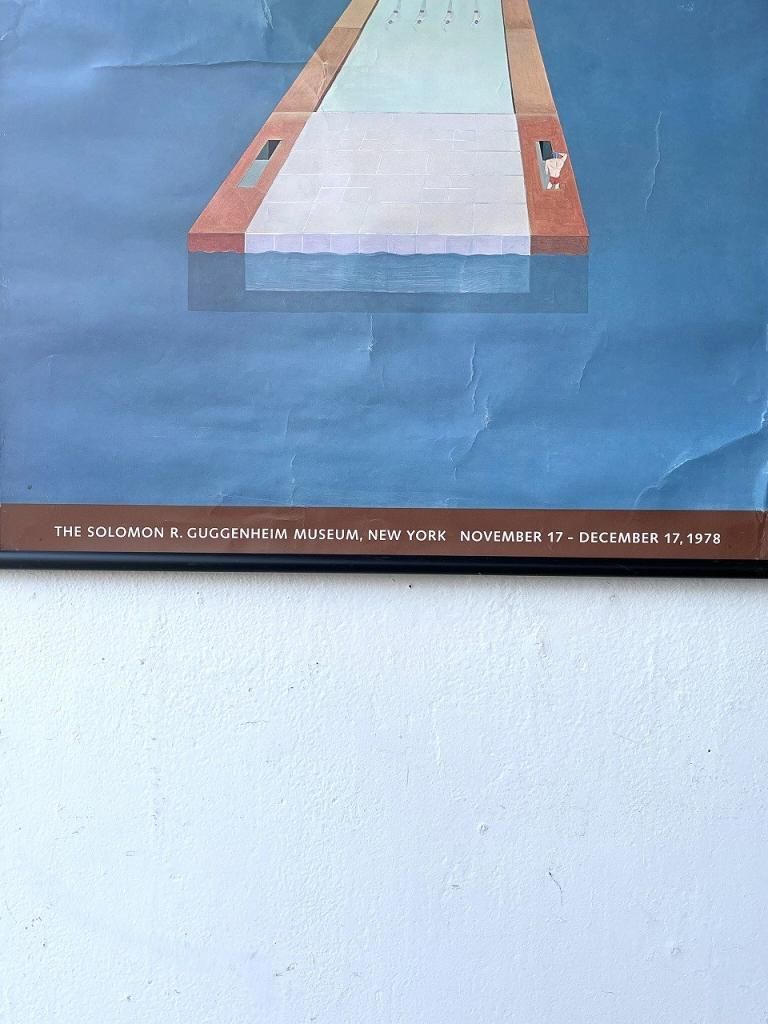 THE SOLOMON R. GUGGENHEIM MUSEUM, NEW YORK NOVEMBER 17 - DECEMBER 17, 1978